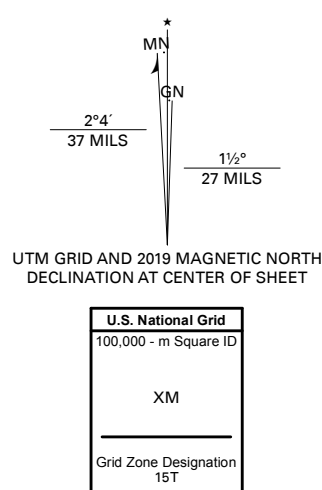 MN
GN
2°4´
37 MILS
1½°
27 MILS
UTM GRID AND 2019 MAGNETIC NORTH
DECLINATION AT CENTER OF SHEET
U.S. National Grid
100,000 - m Square ID
XM
Grid Zone Designation
15T